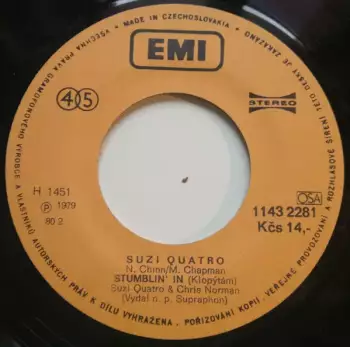 MADE IN CZECHOSLOVAKIA
VŠECHNA PRÁVA GRAMOFONOVÉHO VÝROBCE A VLASTNÍKŮ AUTORSKÝCH PRÁV K DÍLU VYHRAŽENA. POŘIZOVÁNÍ KOPIÍ, VEŘEJNÉ PROVOZOVÁNÍ A ROZHLASOVÉ ŠÍŘENÍ TÉTO DESKY JE ZAKÁZÁNO
EMI
45
STEREO
H 1451
OSA
℗ 1979
1143 2281
80 2
Kčs 14,-
SUZI QUATRO
N. Chinn/M. Chapman
STUMBLIN' IN (Klopýtám)
Suzi Quatro & Chris Norman
(Vydal n. p. Supraphon)